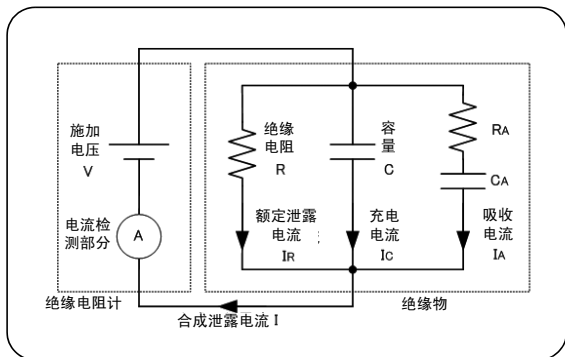 施加
电压
V
电流检
测部分
A
绝缘电阻计
绝缘
电阻
R
额定泄露
电流
IR
容
量
C
充电
电流
IC
RA
CA
吸收
电流
IA
绝缘物
合成泄露电流 I